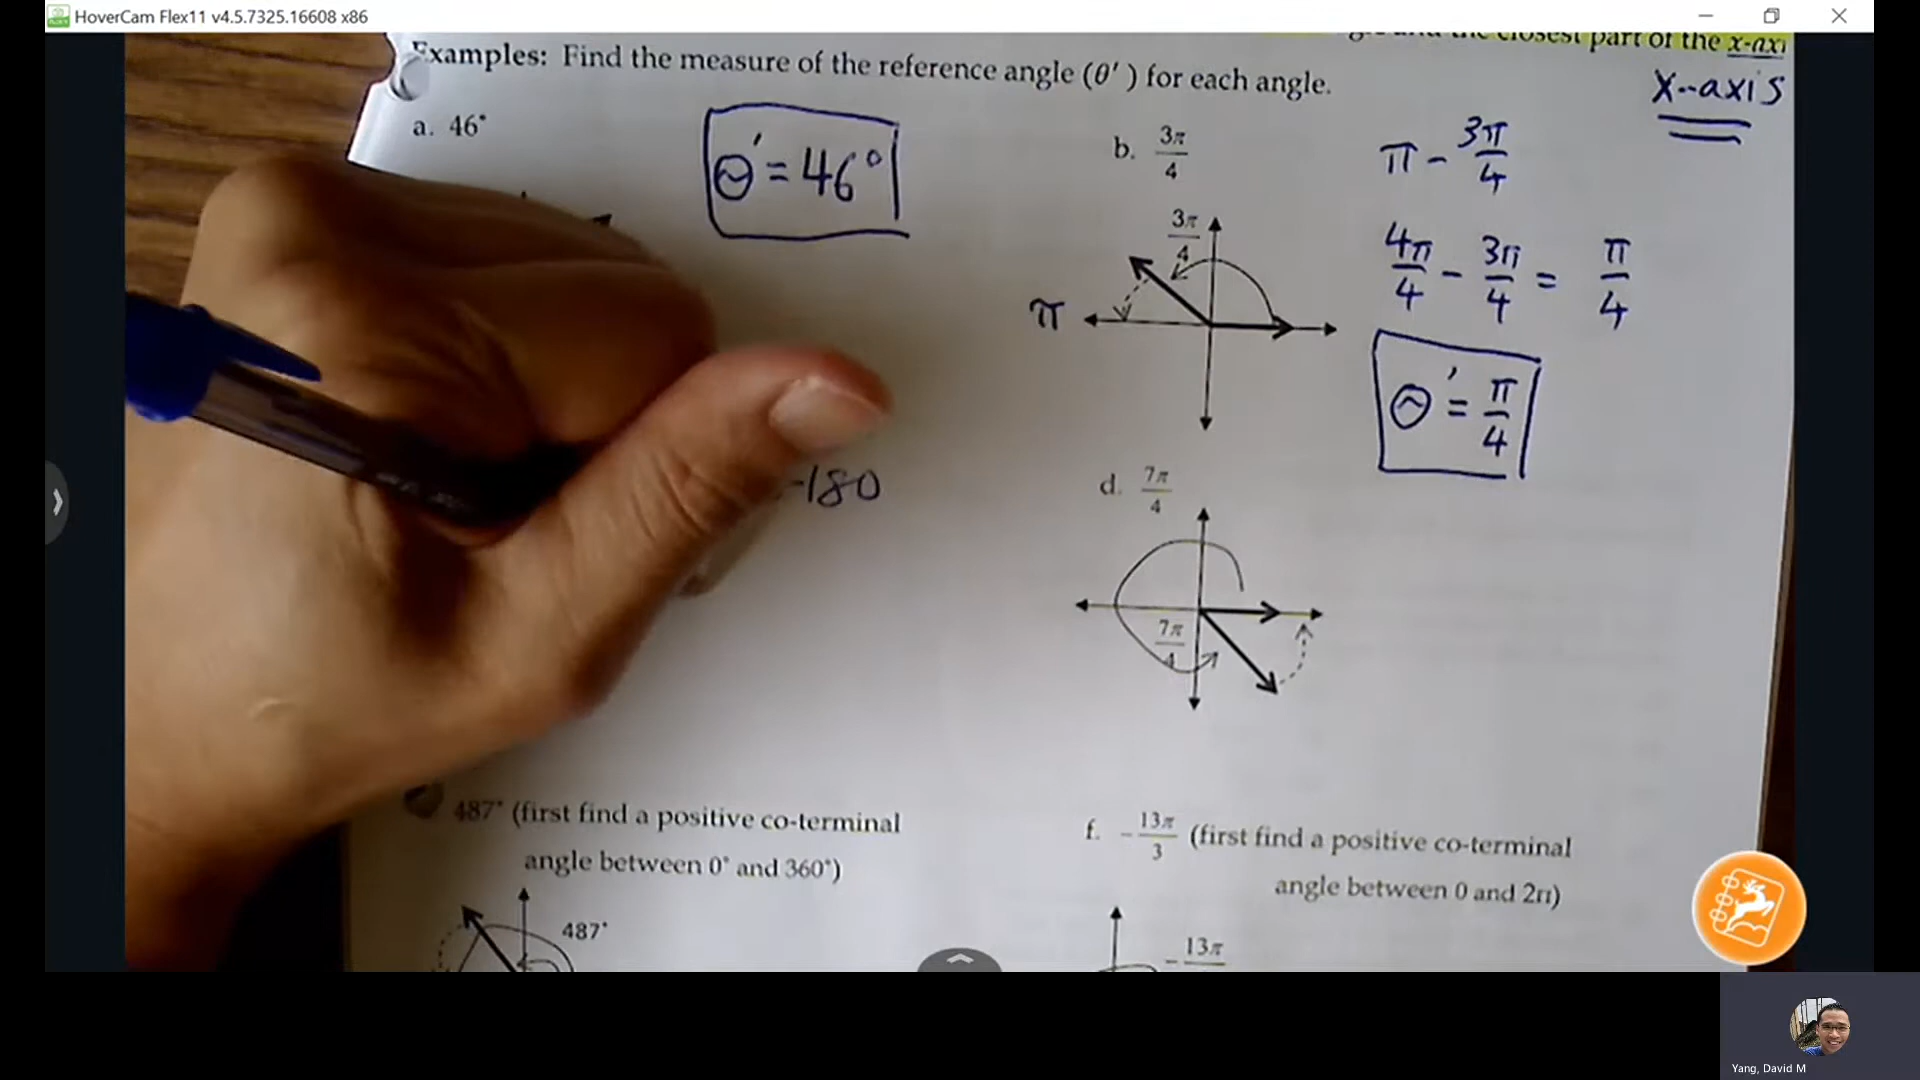 HoverCam Flex11 v4.5.7325.16608 x86
closest part of the x-axi
Examples: Find the measure of the reference angle (θ′) for each angle.
x-axis
a. 46°
θ′ = 46°
b. 3π/4
π - 3π/4
3π/4
4π/4 - 3π/4 = π/4
π
θ′ = π/4
-180
d. 7π/4
7π/4
487° (first find a positive co-terminal
angle between 0° and 360°)
487°
f. -13π/3 (first find a positive co-terminal
angle between 0 and 2π)
-13π
Yang, David M